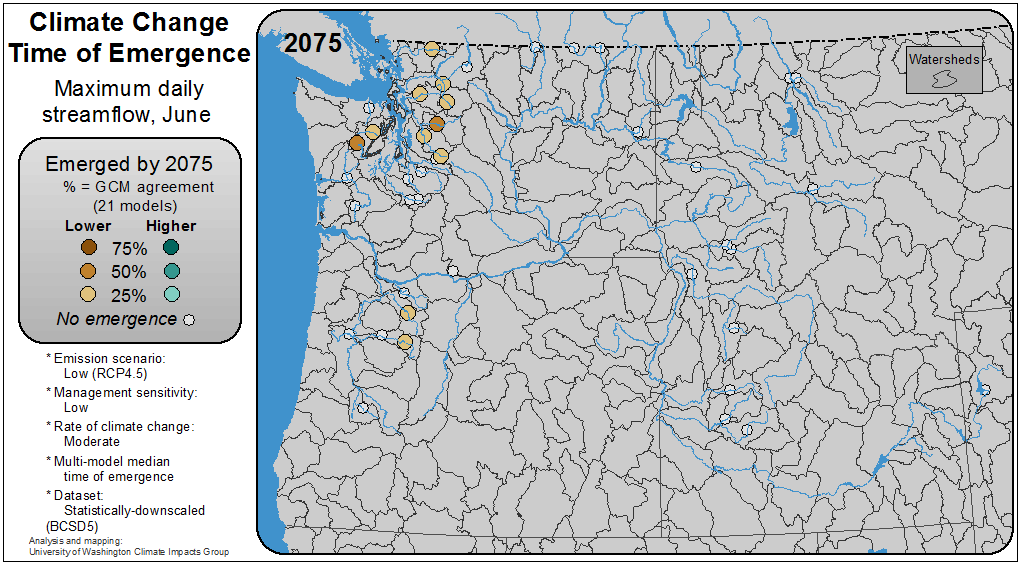 Climate Change
Time of Emergence
Maximum daily
streamflow, June
Emerged by 2075
% = GCM agreement
(21 models)
Lower Higher
75%
50%
25%
No emergence
* Emission scenario:
Low (RCP4.5)
* Management sensitivity:
Low
* Rate of climate change:
Moderate
* Multi-model median
time of emergence
* Dataset:
Statistically-downscaled
(BCSD5)
Analysis and mapping:
University of Washington Climate Impacts Group
2075
Watersheds